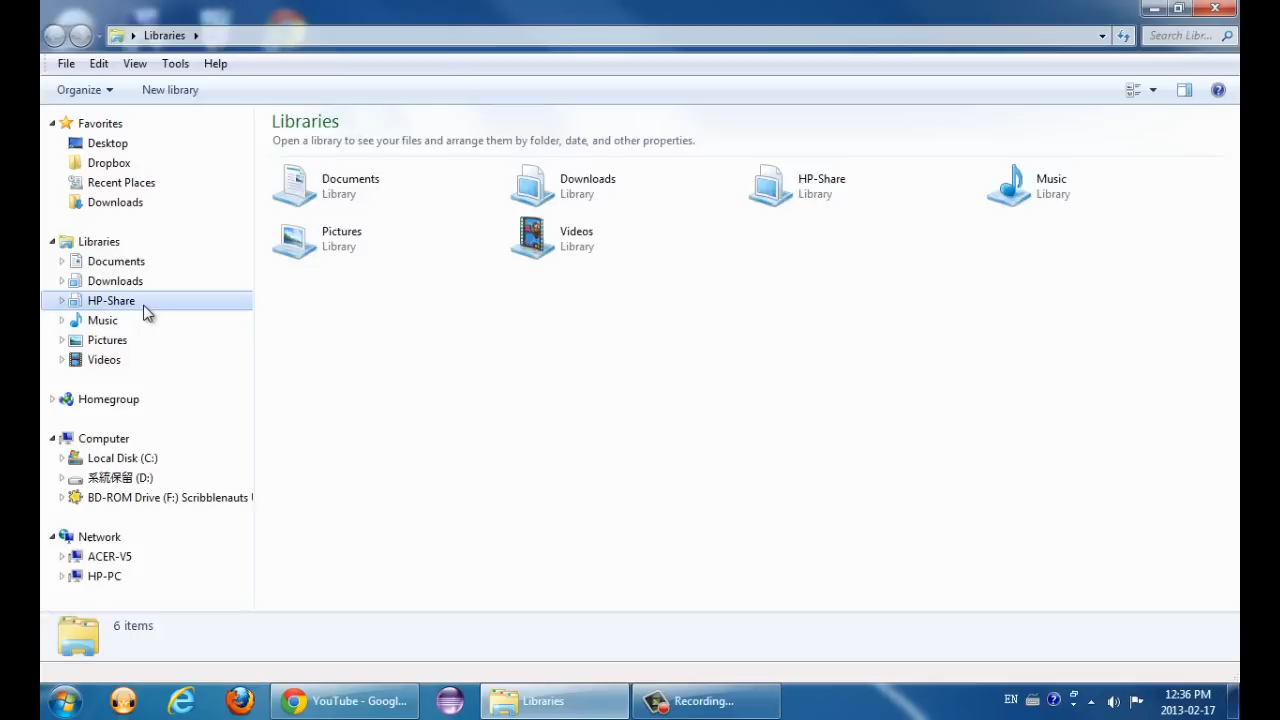 Libraries
Search Libr...
File Edit View Tools Help
Organize New library
Favorites
Desktop
Dropbox
Recent Places
Downloads
Libraries
Documents
Downloads
HP-Share
Music
Pictures
Videos
Homegroup
Computer
Local Disk (C:)
系統保留 (D:)
BD-ROM Drive (F:) Scribblenauts
Network
ACER-V5
HP-PC
Libraries
Open a library to see your files and arrange them by folder, date, and other properties.
Documents
Library
Downloads
Library
HP-Share
Library
Music
Library
Pictures
Library
Videos
Library
6 items
YouTube - Googl...
Libraries
Recording...
EN
12:36 PM
2013-02-17